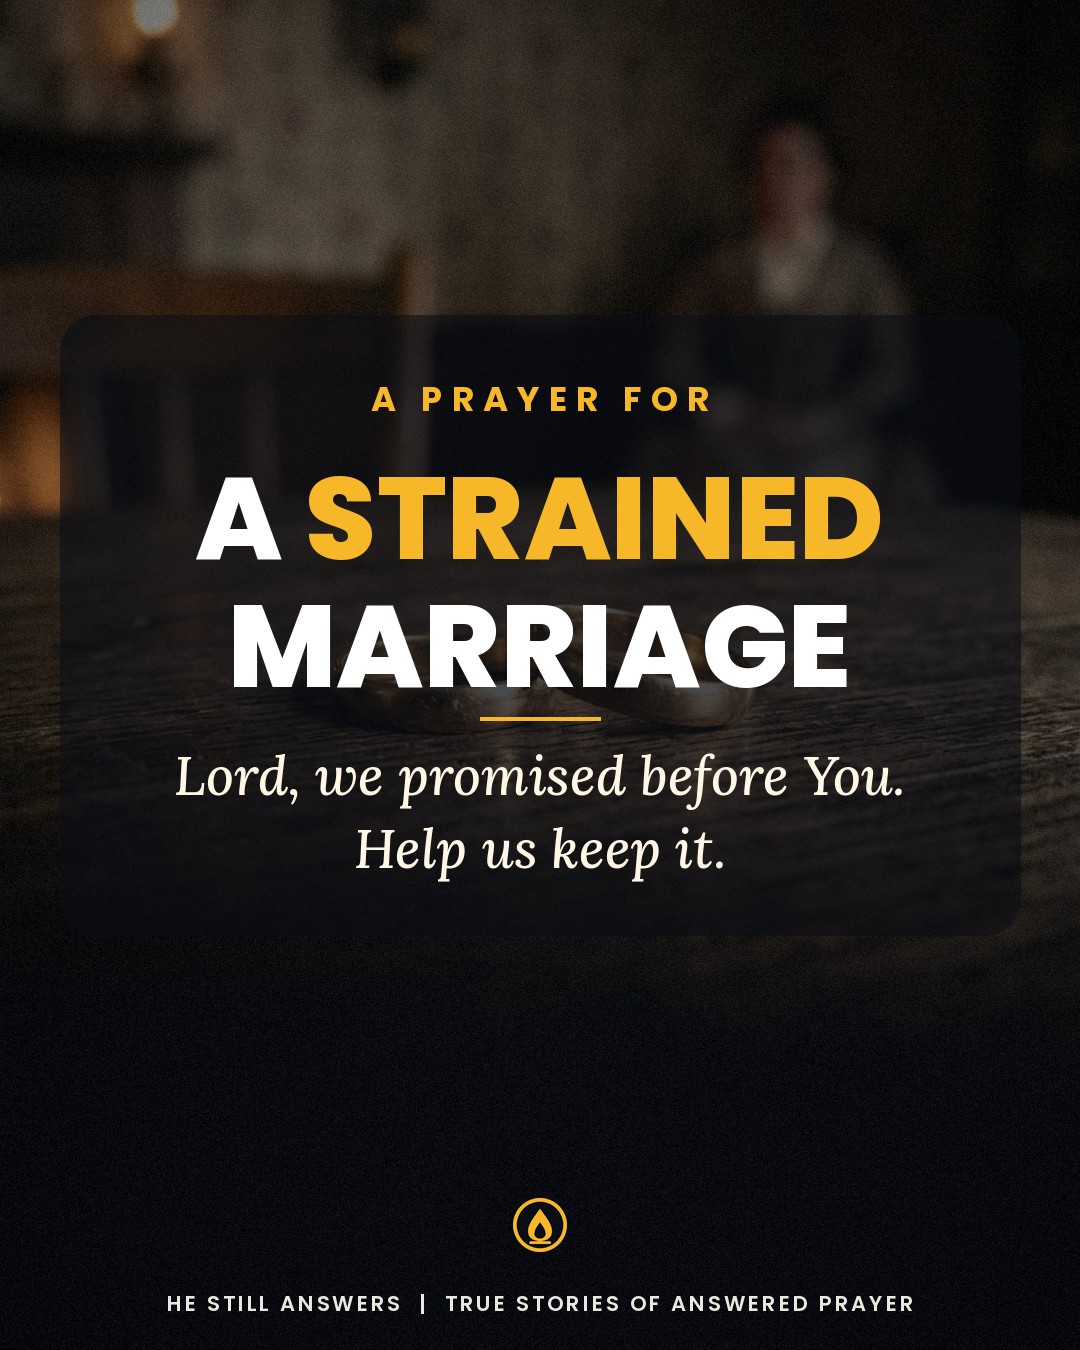 A PRAYER FOR
A STRAINED
MARRIAGE
Lord, we promised before You.
Help us keep it.
HE STILL ANSWERS | TRUE STORIES OF ANSWERED PRAYER